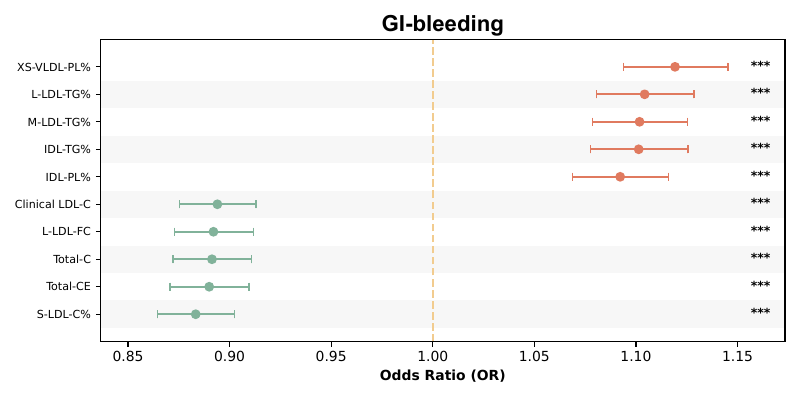 GI-bleeding
XS-VLDL-PL% ***
L-LDL-TG% ***
M-LDL-TG% ***
IDL-TG% ***
IDL-PL% ***
Clinical LDL-C ***
L-LDL-FC ***
Total-C ***
Total-CE ***
S-LDL-C% ***
0.85 0.90 0.95 1.00 1.05 1.10 1.15
Odds Ratio (OR)